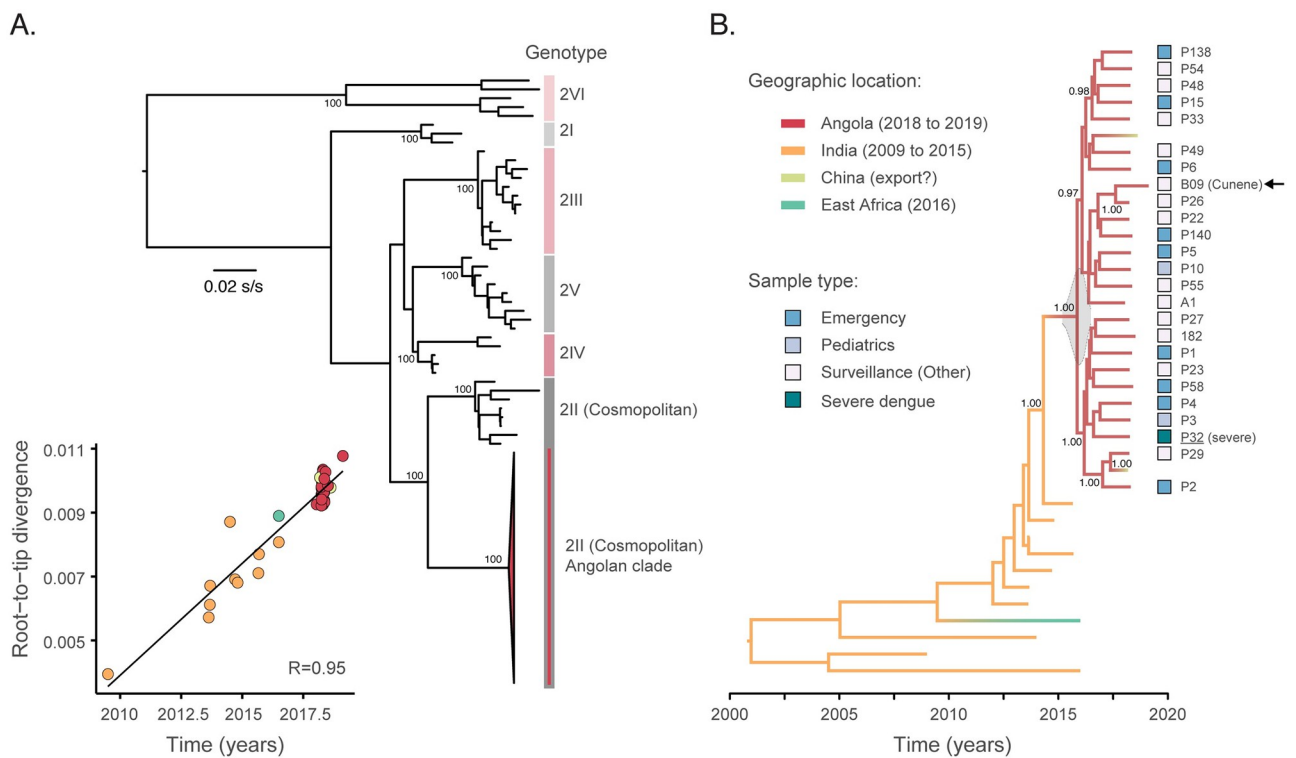 A.
Genotype
2VI
100
2I
100
2III
100
0.02 s/s
2V
100
2IV
100
2II (Cosmopolitan)
100
100
2II (Cosmopolitan)
Angolan clade
100
Root-to-tip divergence
0.011
0.009
0.007
0.005
R=0.95
2010
2012.5
2015
2017.5
Time (years)
B.
Geographic location:
Angola (2018 to 2019)
India (2009 to 2015)
China (export?)
East Africa (2016)
Sample type:
Emergency
Pediatrics
Surveillance (Other)
Severe dengue
0.98
0.97
1.00
1.00
1.00
1.00
1.00
1.00
P138
P54
P48
P15
P33
P49
P6
B09 (Cunene)
P26
P22
P140
P5
P10
P55
A1
P27
182
P1
P23
P58
P4
P3
P32 (severe)
P29
P2
2000
2005
2010
2015
2020
Time (years)